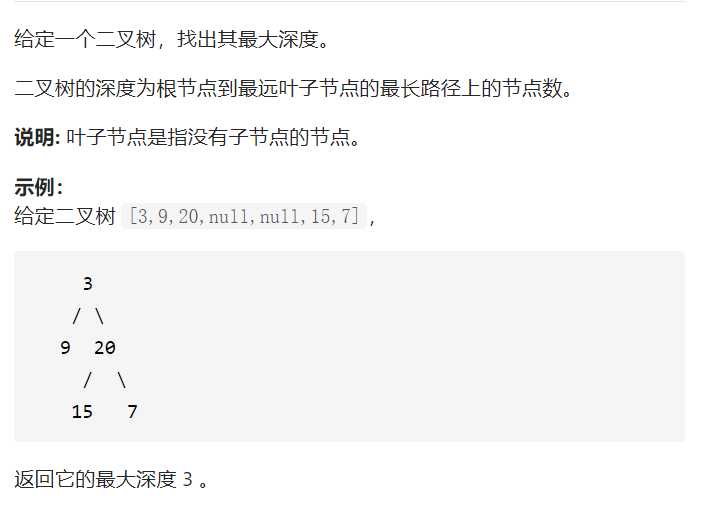 给定一个二叉树，找出其最大深度。
二叉树的深度为根节点到最远叶子节点的最长路径上的节点数。
说明: 叶子节点是指没有子节点的节点。
示例：
给定二叉树 [3,9,20,null,null,15,7]，
3
/ \
9 20
/ \
15 7
返回它的最大深度 3 。